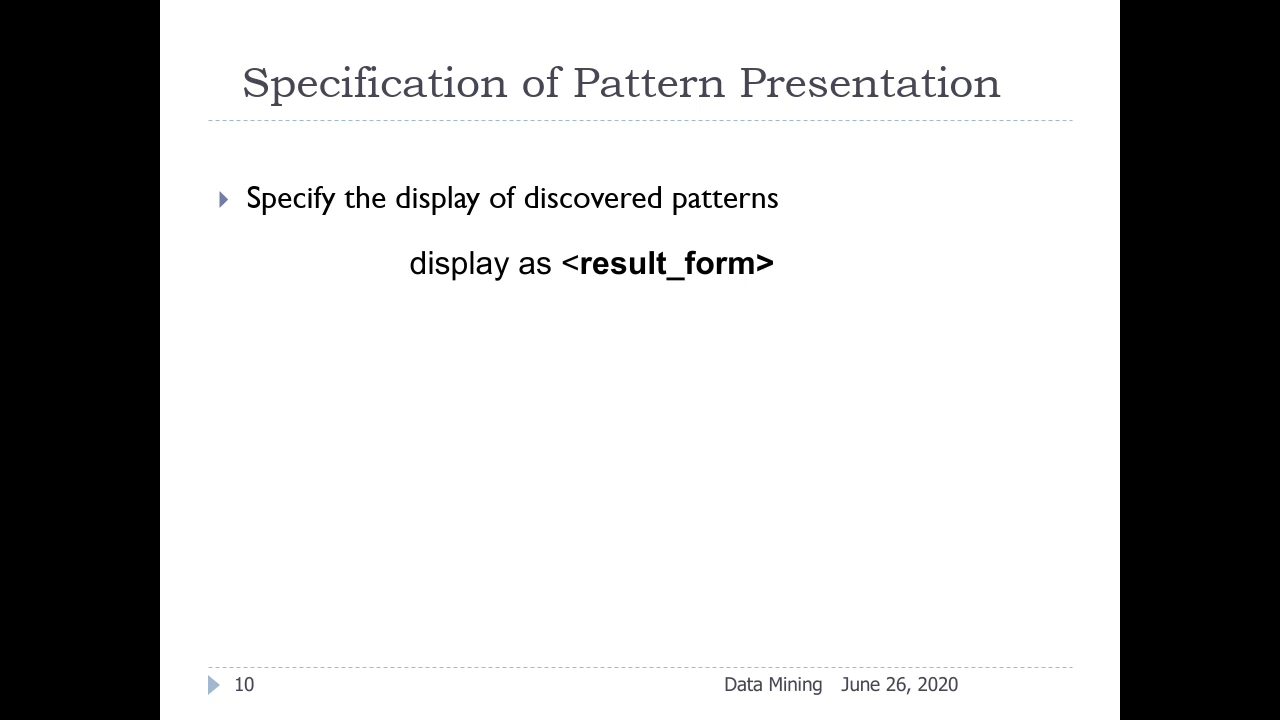 Specification of Pattern Presentation
Specify the display of discovered patterns
display as <result_form>
10
Data Mining June 26, 2020